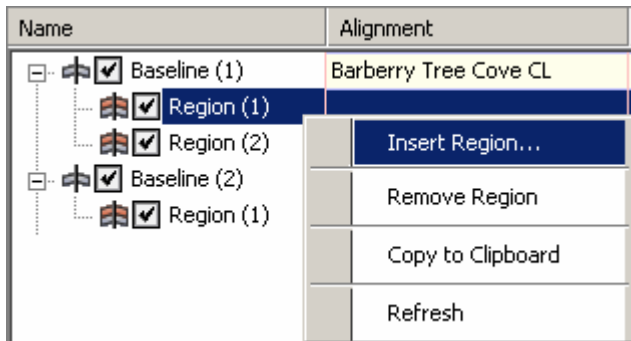 Name Alignment
Baseline (1) Barberry Tree Cove CL
Region (1)
Region (2)
Baseline (2)
Region (1)
Insert Region...
Remove Region
Copy to Clipboard
Refresh